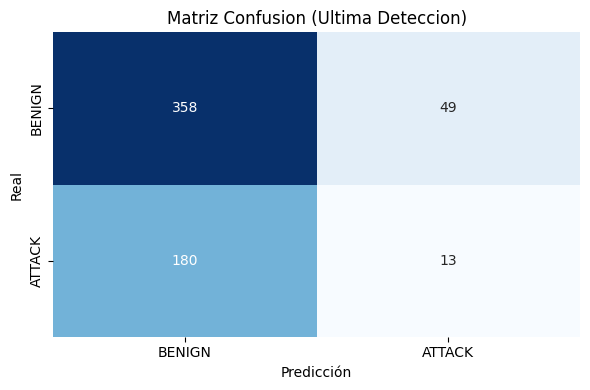 Matriz Confusion (Ultima Deteccion)
BENIGN
358
49
Real
ATTACK
180
13
BENIGN
ATTACK
Predicción